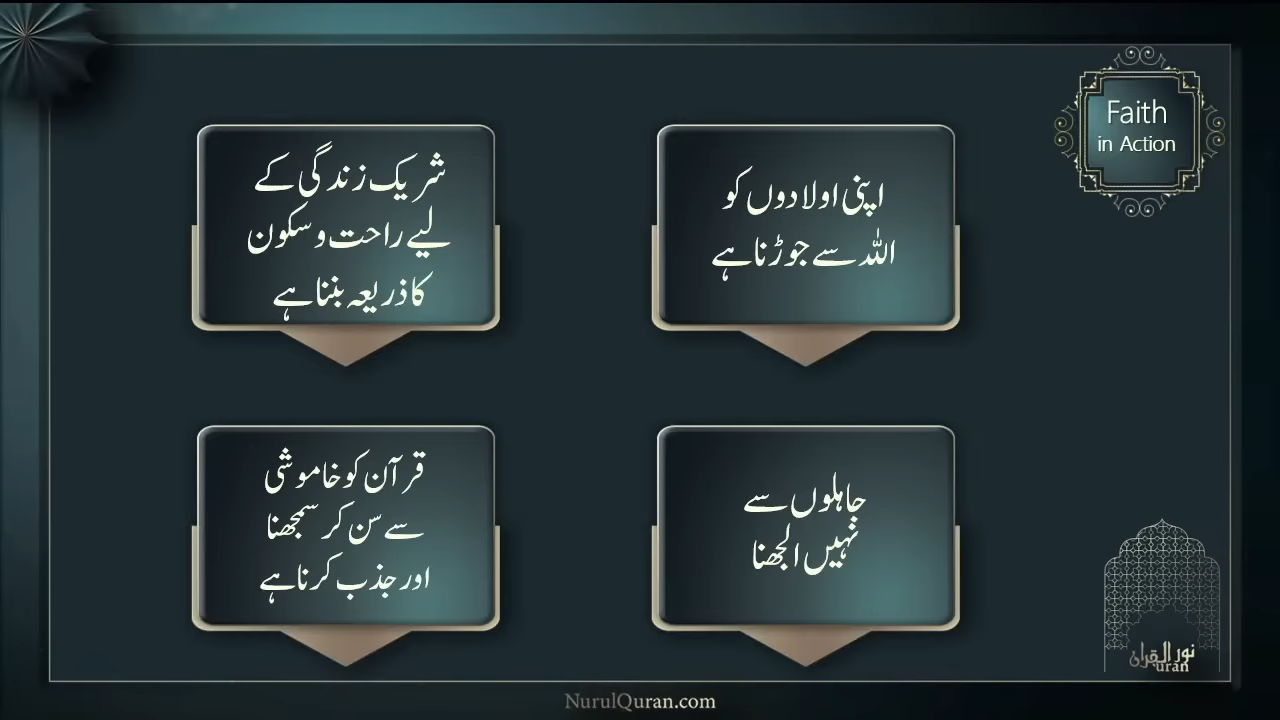 Faith
in Action
اپنی اولادوں کو
اللہ سے جوڑنا ہے
شریک زندگی کے
لیے راحت و سکون
کا ذریعہ بننا ہے
جاہلوں سے
نہیں الجھنا
قرآن کو خاموشی
سے سن کر سمجھنا
اور جذب کرنا ہے
نور القرآن
uran
NurulQuran.com